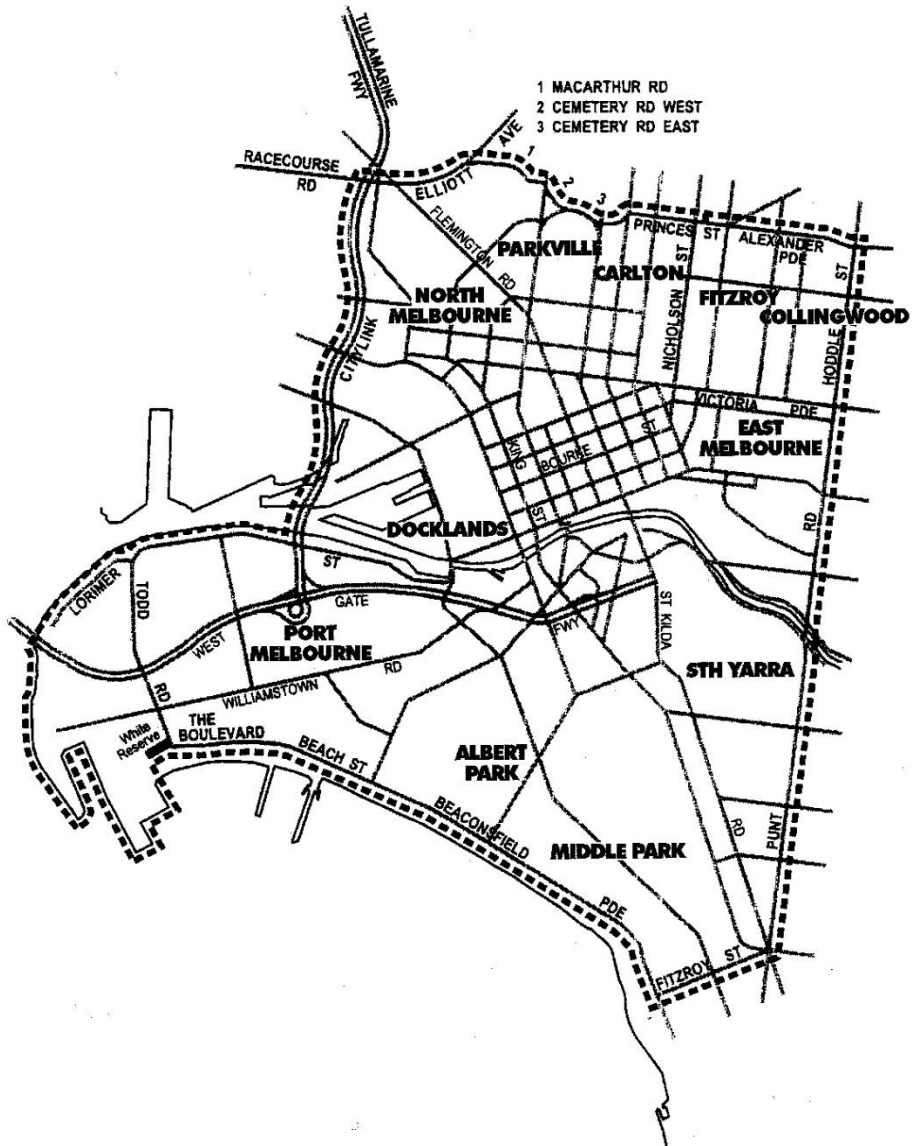 TULLAMARINE
FWY
1 MACARTHUR RD
2 CEMETERY RD WEST
3 CEMETERY RD EAST
AVE
1
RACECOURSE
RD
ELLIOTT
2
3
PRINCES ST
ALEXANDER
PDE
FLEMINGTON
RD
PARKVILLE
CARLTON
NICHOLSON ST
FITZROY
HODDLE
ST
NORTH
MELBOURNE
COLLINGWOOD
CITYLINK
VICTORIA PDE
EAST
MELBOURNE
KING
ST
BOURKE
ST
DOCKLANDS
RD
LORIMER
ST
TODD
RD
WEST
GATE
FWY
PORT
MELBOURNE
ST KILDA
RD
STH YARRA
WILLIAMSTOWN
RD
White
Reserve
THE
BOULEVARD
BEACH ST
ALBERT
PARK
BEACONSFIELD
PDE
MIDDLE PARK
PUNT
FITZROY ST